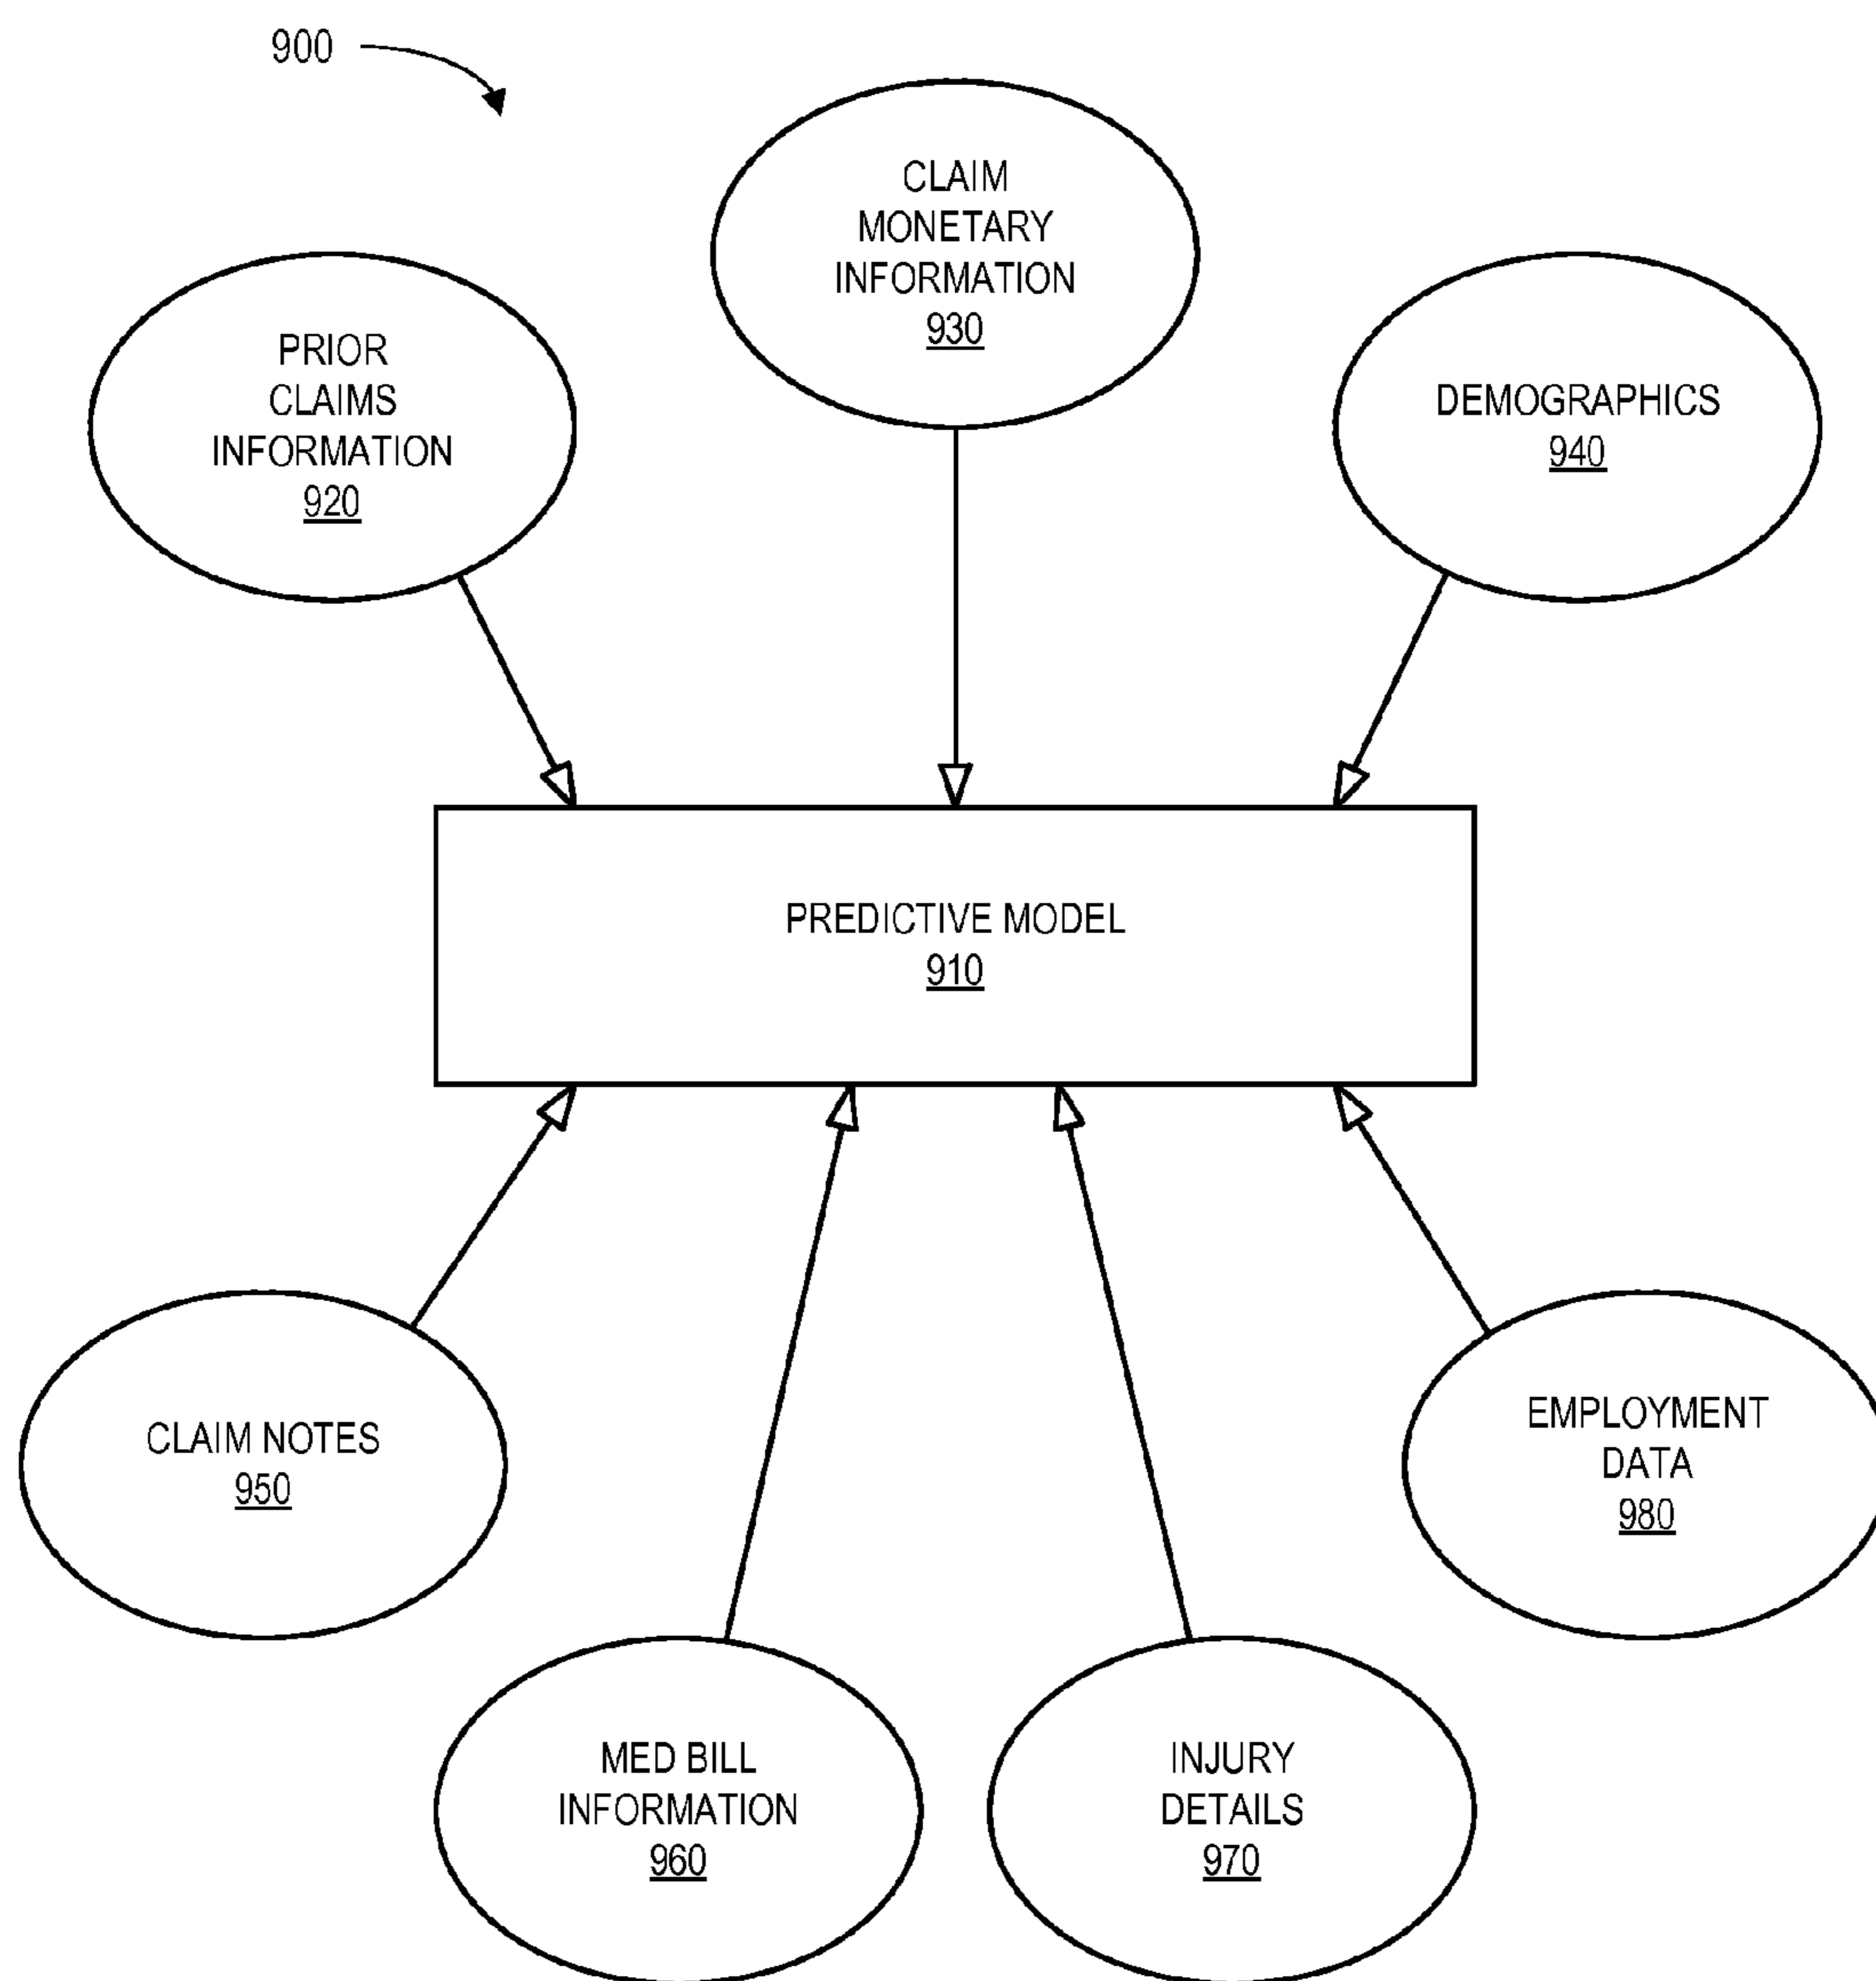 900
CLAIM
MONETARY
INFORMATION
930
PRIOR
CLAIMS
INFORMATION
920
DEMOGRAPHICS
940
PREDICTIVE MODEL
910
CLAIM NOTES
950
EMPLOYMENT
DATA
980
MED BILL
INFORMATION
960
INJURY
DETAILS
970